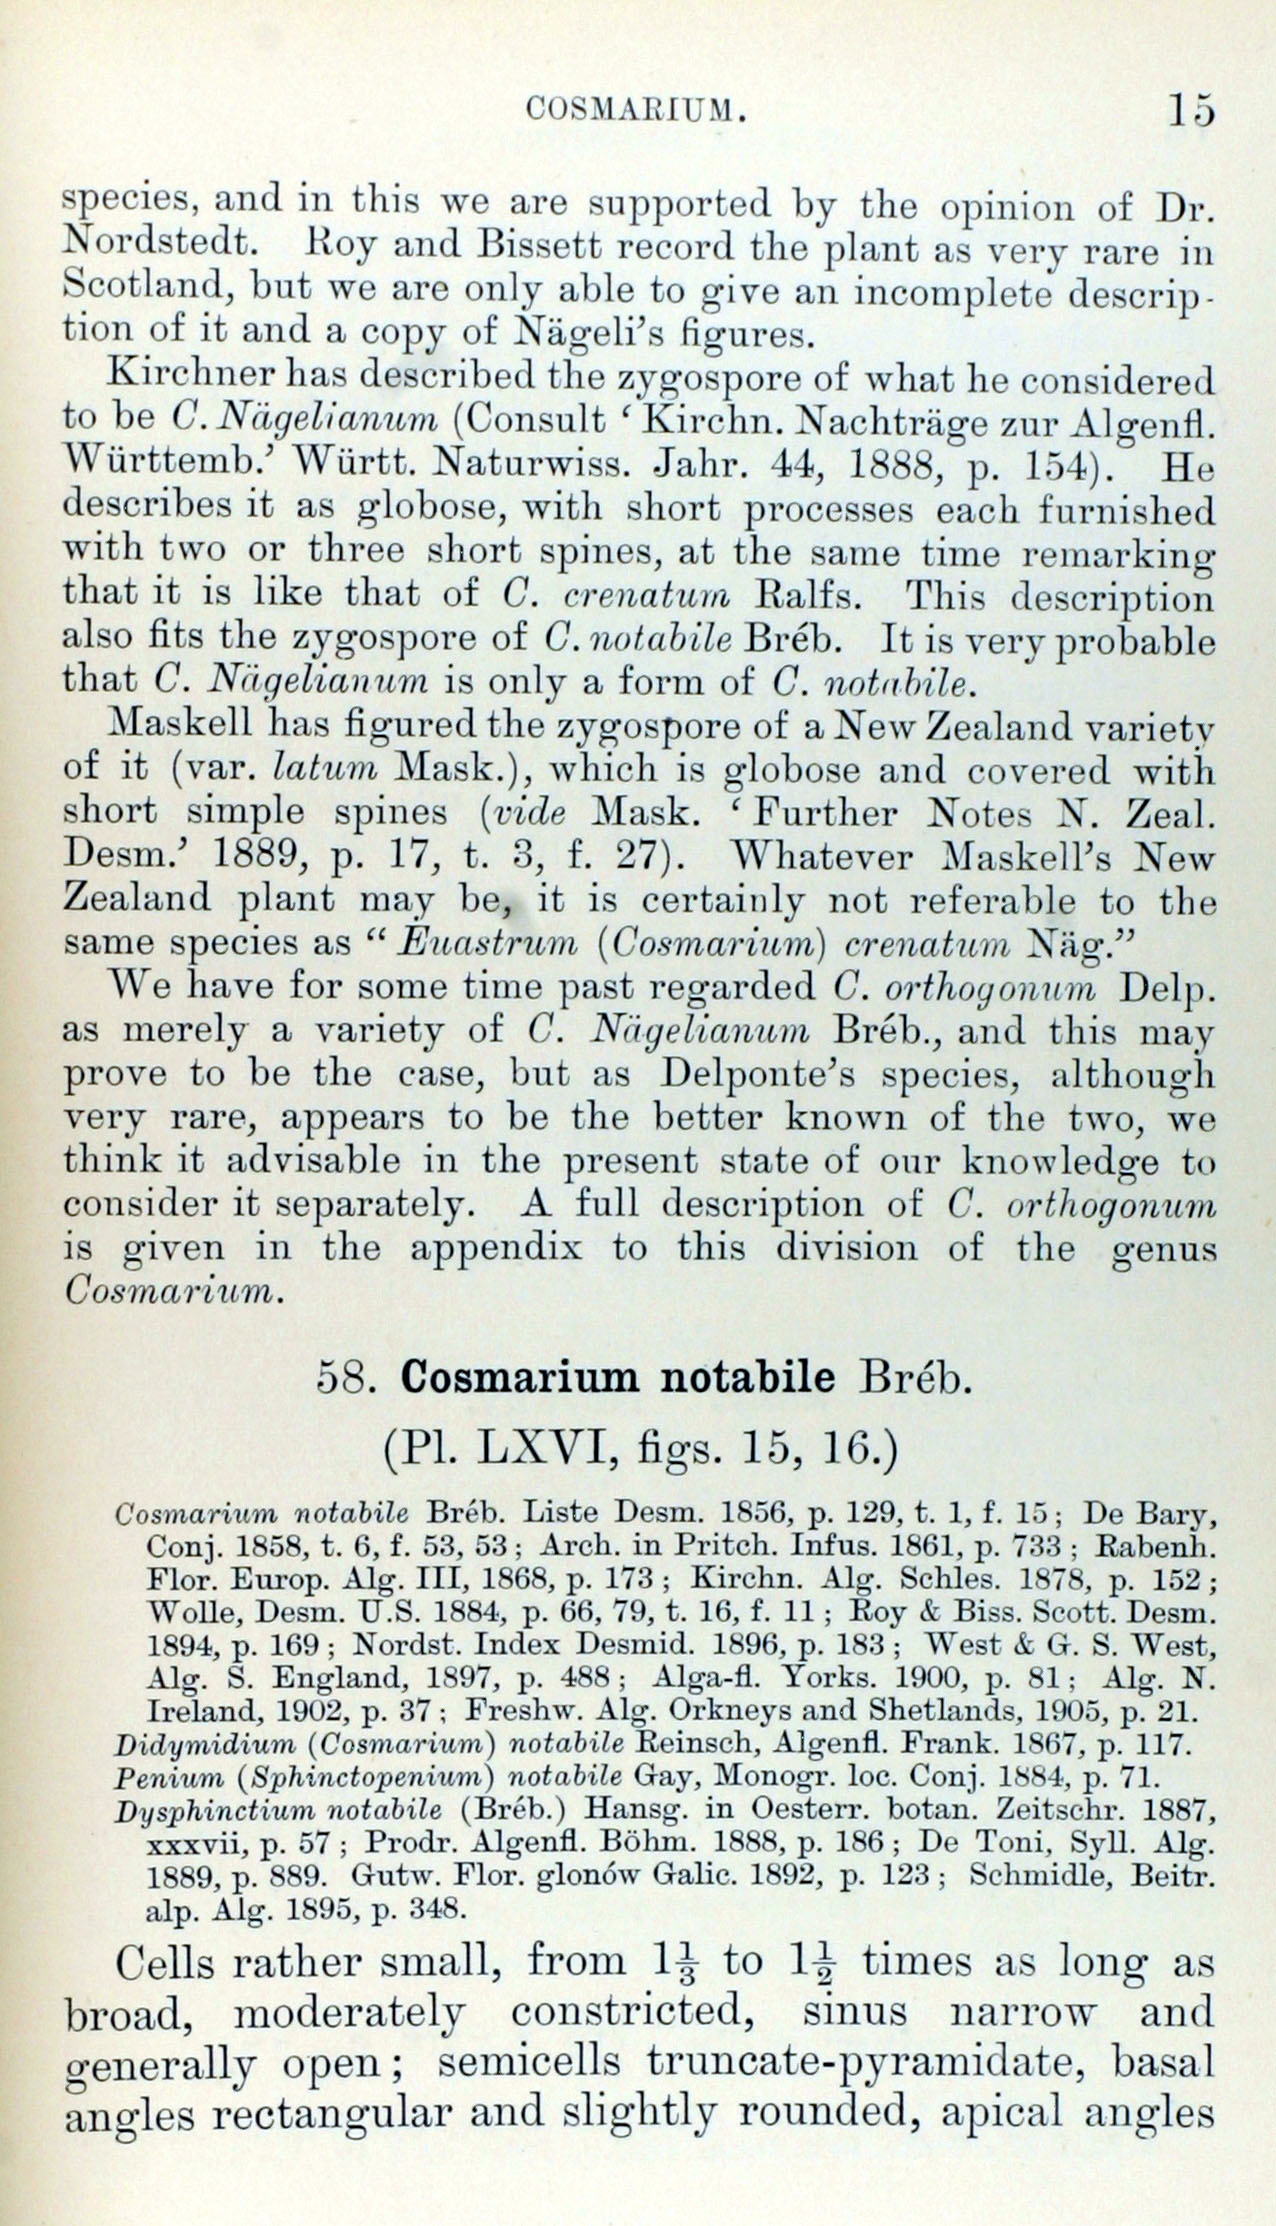 COSMARIUM. 15
species, and in this we are supported by the opinion of Dr.
Nordstedt. Roy and Bissett record the plant as very rare in
Scotland, but we are only able to give an incomplete descrip-
tion of it and a copy of Nägeli's figures.
Kirchner has described the zygospore of what he considered
to be C. Nägelianum (Consult ‘Kirchn. Nachträge zur Algenfl.
Württemb.’ Württ. Naturwiss. Jahr. 44, 1888, p. 154). He
describes it as globose, with short processes each furnished
with two or three short spines, at the same time remarking
that it is like that of C. crenatum Ralfs. This description
also fits the zygospore of C. notabile Bréb. It is very probable
that C. Nägelianum is only a form of C. notabile.
Maskell has figured the zygospore of a New Zealand variety
of it (var. latum Mask.), which is globose and covered with
short simple spines (vide Mask. ‘Further Notes N. Zeal.
Desm.’ 1889, p. 17, t. 3, f. 27). Whatever Maskell's New
Zealand plant may be, it is certainly not referable to the
same species as “Euastrum (Cosmarium) crenatum Näg.”
We have for some time past regarded C. orthogonum Delp.
as merely a variety of C. Nägelianum Bréb., and this may
prove to be the case, but as Delponte's species, although
very rare, appears to be the better known of the two, we
think it advisable in the present state of our knowledge to
consider it separately. A full description of C. orthogonum
is given in the appendix to this division of the genus
Cosmarium.
58. Cosmarium notabile Bréb.
(Pl. LXVI, figs. 15, 16.)
Cosmarium notabile Bréb. Liste Desm. 1856, p. 129, t. 1, f. 15; De Bary,
Conj. 1858, t. 6, f. 53, 53; Arch. in Pritch. Infus. 1861, p. 733; Rabenh.
Flor. Europ. Alg. III, 1868, p. 173; Kirchn. Alg. Schles. 1878, p. 152;
Wolle, Desm. U.S. 1884, p. 66, 79, t. 16, f. 11; Roy & Biss. Scott. Desm.
1894, p. 169; Nordst. Index Desmid. 1896, p. 183; West & G. S. West,
Alg. S. England, 1897, p. 488; Alga-fl. Yorks. 1900, p. 81; Alg. N.
Ireland, 1902, p. 37; Freshw. Alg. Orkneys and Shetlands, 1905, p. 21.
Didymidium (Cosmarium) notabile Reinsch, Algenfl. Frank. 1867, p. 117.
Penium (Sphinctopenium) notabile Gay, Monogr. loc. Conj. 1884, p. 71.
Dysphinctium notabile (Bréb.) Hansg. in Oesterr. botan. Zeitschr. 1887,
xxxvii, p. 57; Prodr. Algenfl. Böhm. 1888, p. 186; De Toni, Syll. Alg.
1889, p. 889. Gutw. Flor. glonów Galic. 1892, p. 123; Schmidle, Beitr.
alp. Alg. 1895, p. 348.
Cells rather small, from 1⅓ to 1½ times as long as
broad, moderately constricted, sinus narrow and
generally open; semicells truncate-pyramidate, basal
angles rectangular and slightly rounded, apical angles